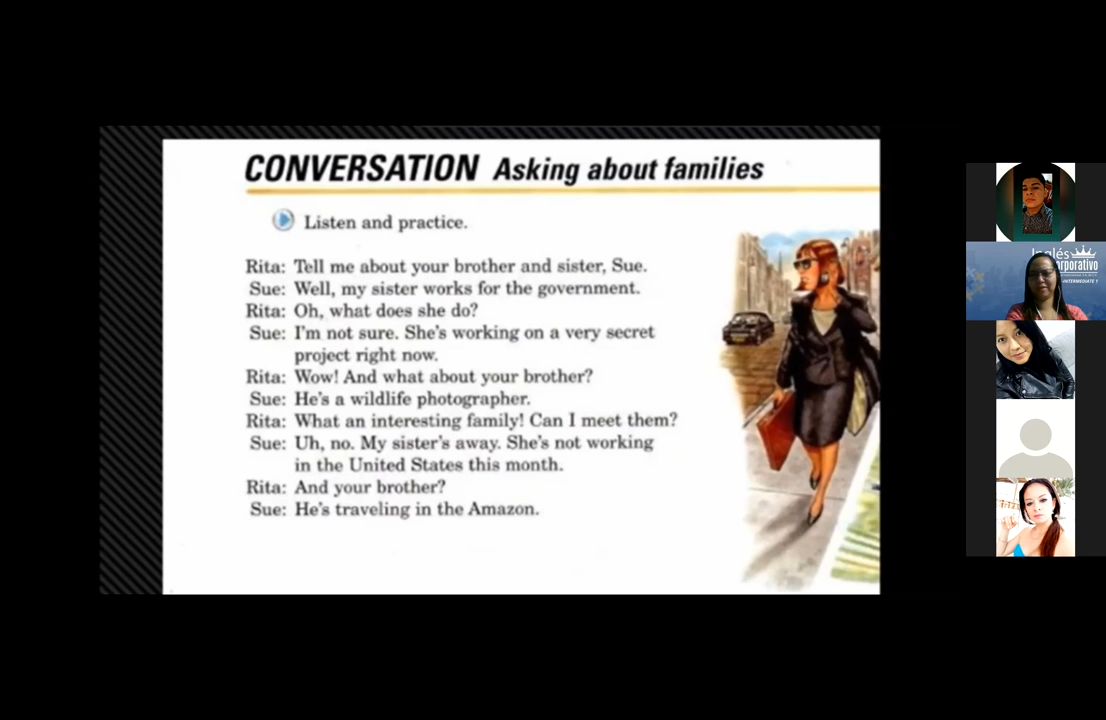 CONVERSATION Asking about families
Listen and practice.
Rita: Tell me about your brother and sister, Sue.
Sue: Well, my sister works for the government.
Rita: Oh, what does she do?
Sue: I'm not sure. She's working on a very secret
project right now.
Rita: Wow! And what about your brother?
Sue: He's a wildlife photographer.
Rita: What an interesting family! Can I meet them?
Sue: Uh, no. My sister's away. She's not working
in the United States this month.
Rita: And your brother?
Sue: He's traveling in the Amazon.
Inglés
orporativo
INTERMEDIATE 1